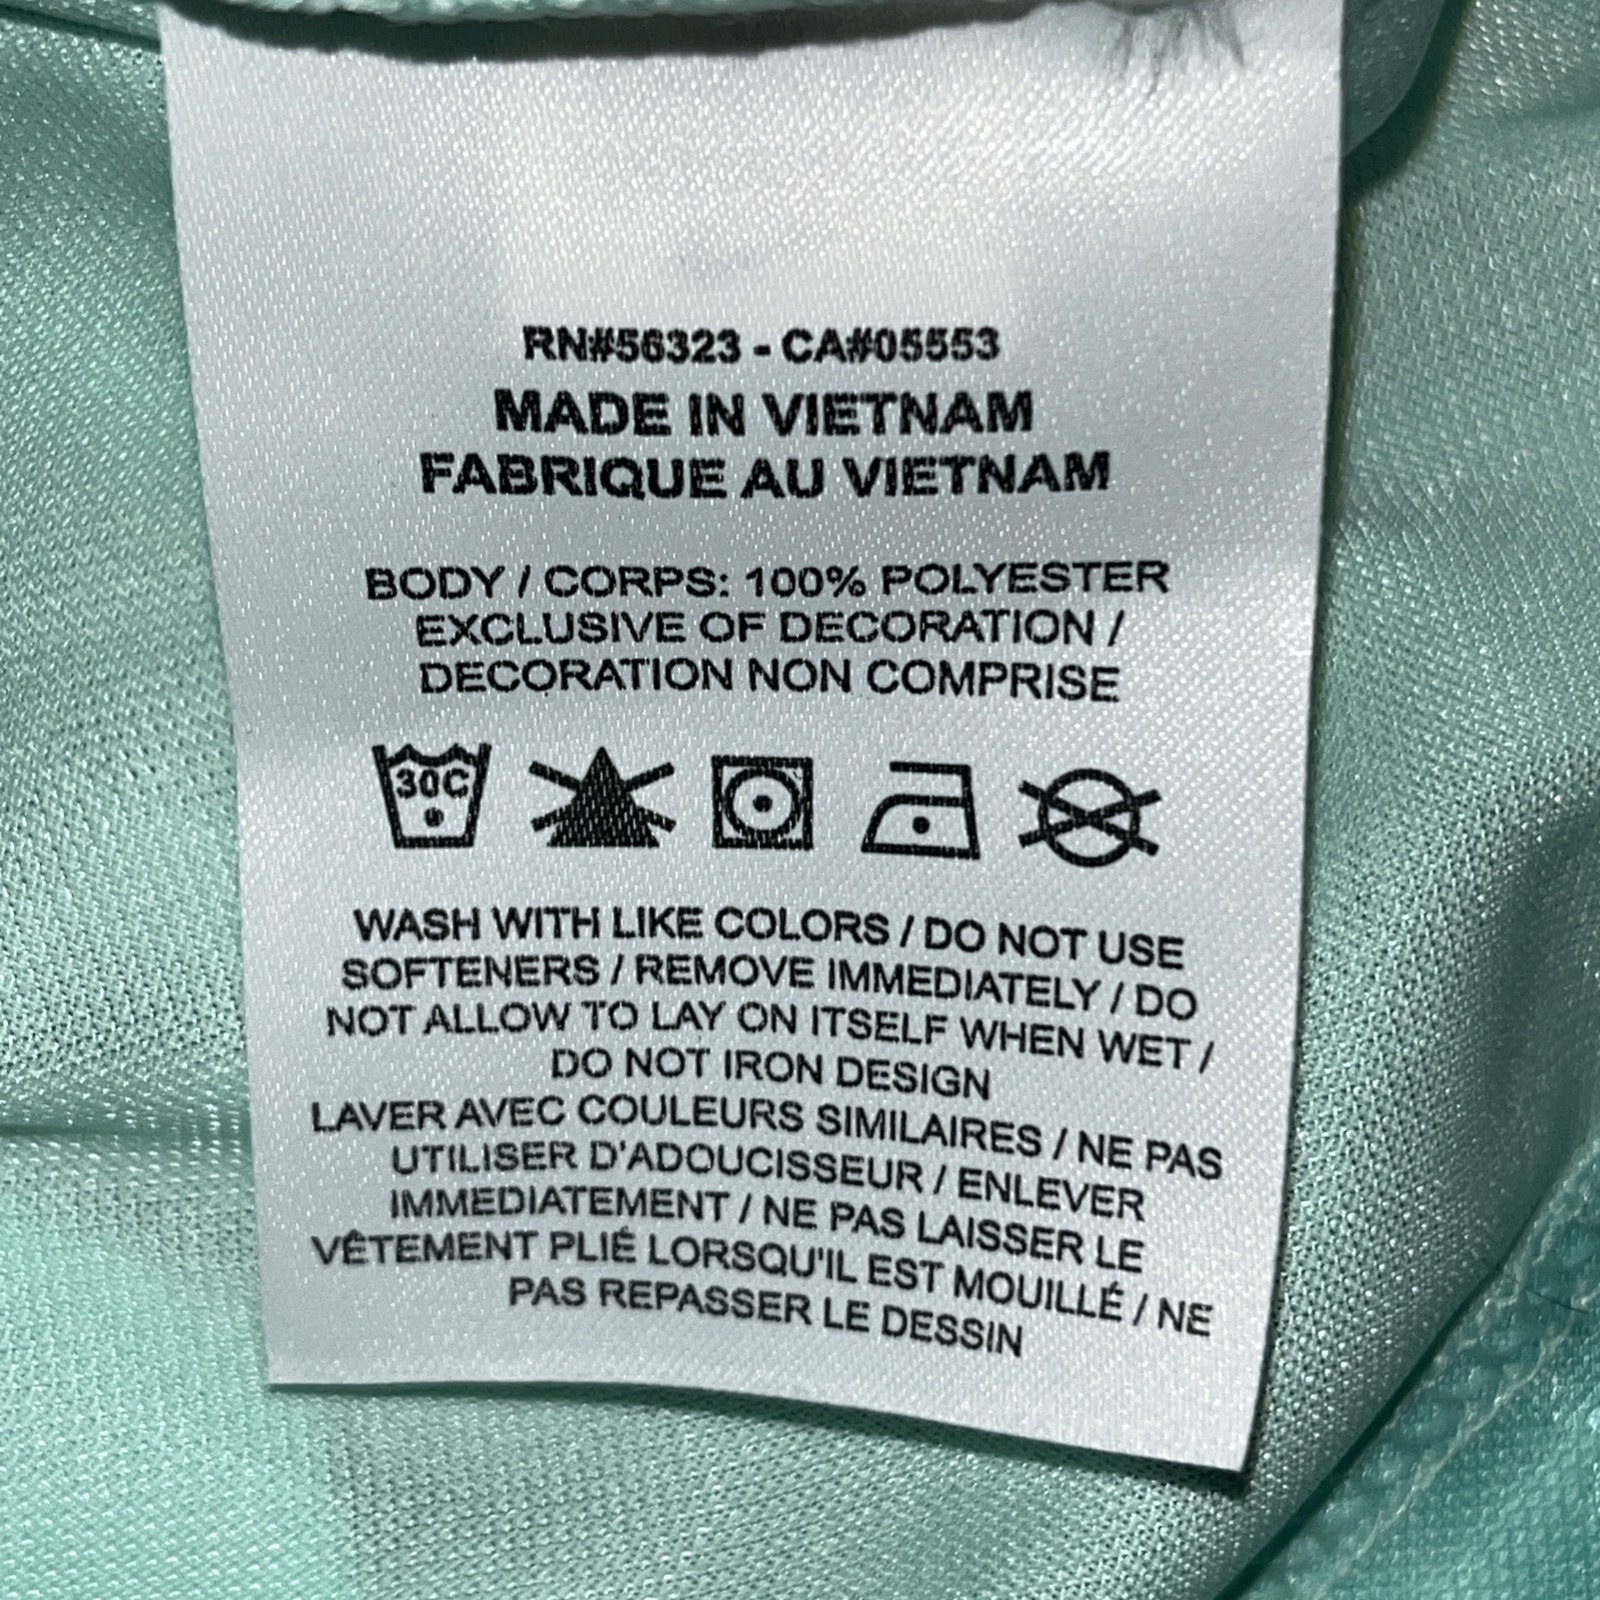 RN#56323 - CA#05553
MADE IN VIETNAM
FABRIQUE AU VIETNAM
BODY / CORPS: 100% POLYESTER
EXCLUSIVE OF DECORATION /
DECORATION NON COMPRISE
30C
WASH WITH LIKE COLORS / DO NOT USE
SOFTENERS / REMOVE IMMEDIATELY / DO
NOT ALLOW TO LAY ON ITSELF WHEN WET /
DO NOT IRON DESIGN
LAVER AVEC COULEURS SIMILAIRES / NE PAS
UTILISER D'ADOUCISSEUR / ENLEVER
IMMEDIATEMENT / NE PAS LAISSER LE
VÊTEMENT PLIÉ LORSQU'IL EST MOUILLÉ / NE
PAS REPASSER LE DESSIN